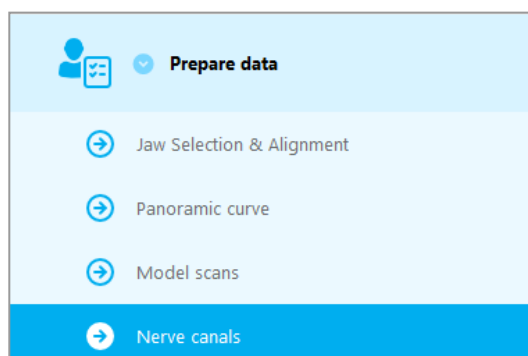 Prepare data
Jaw Selection & Alignment
Panoramic curve
Model scans
Nerve canals